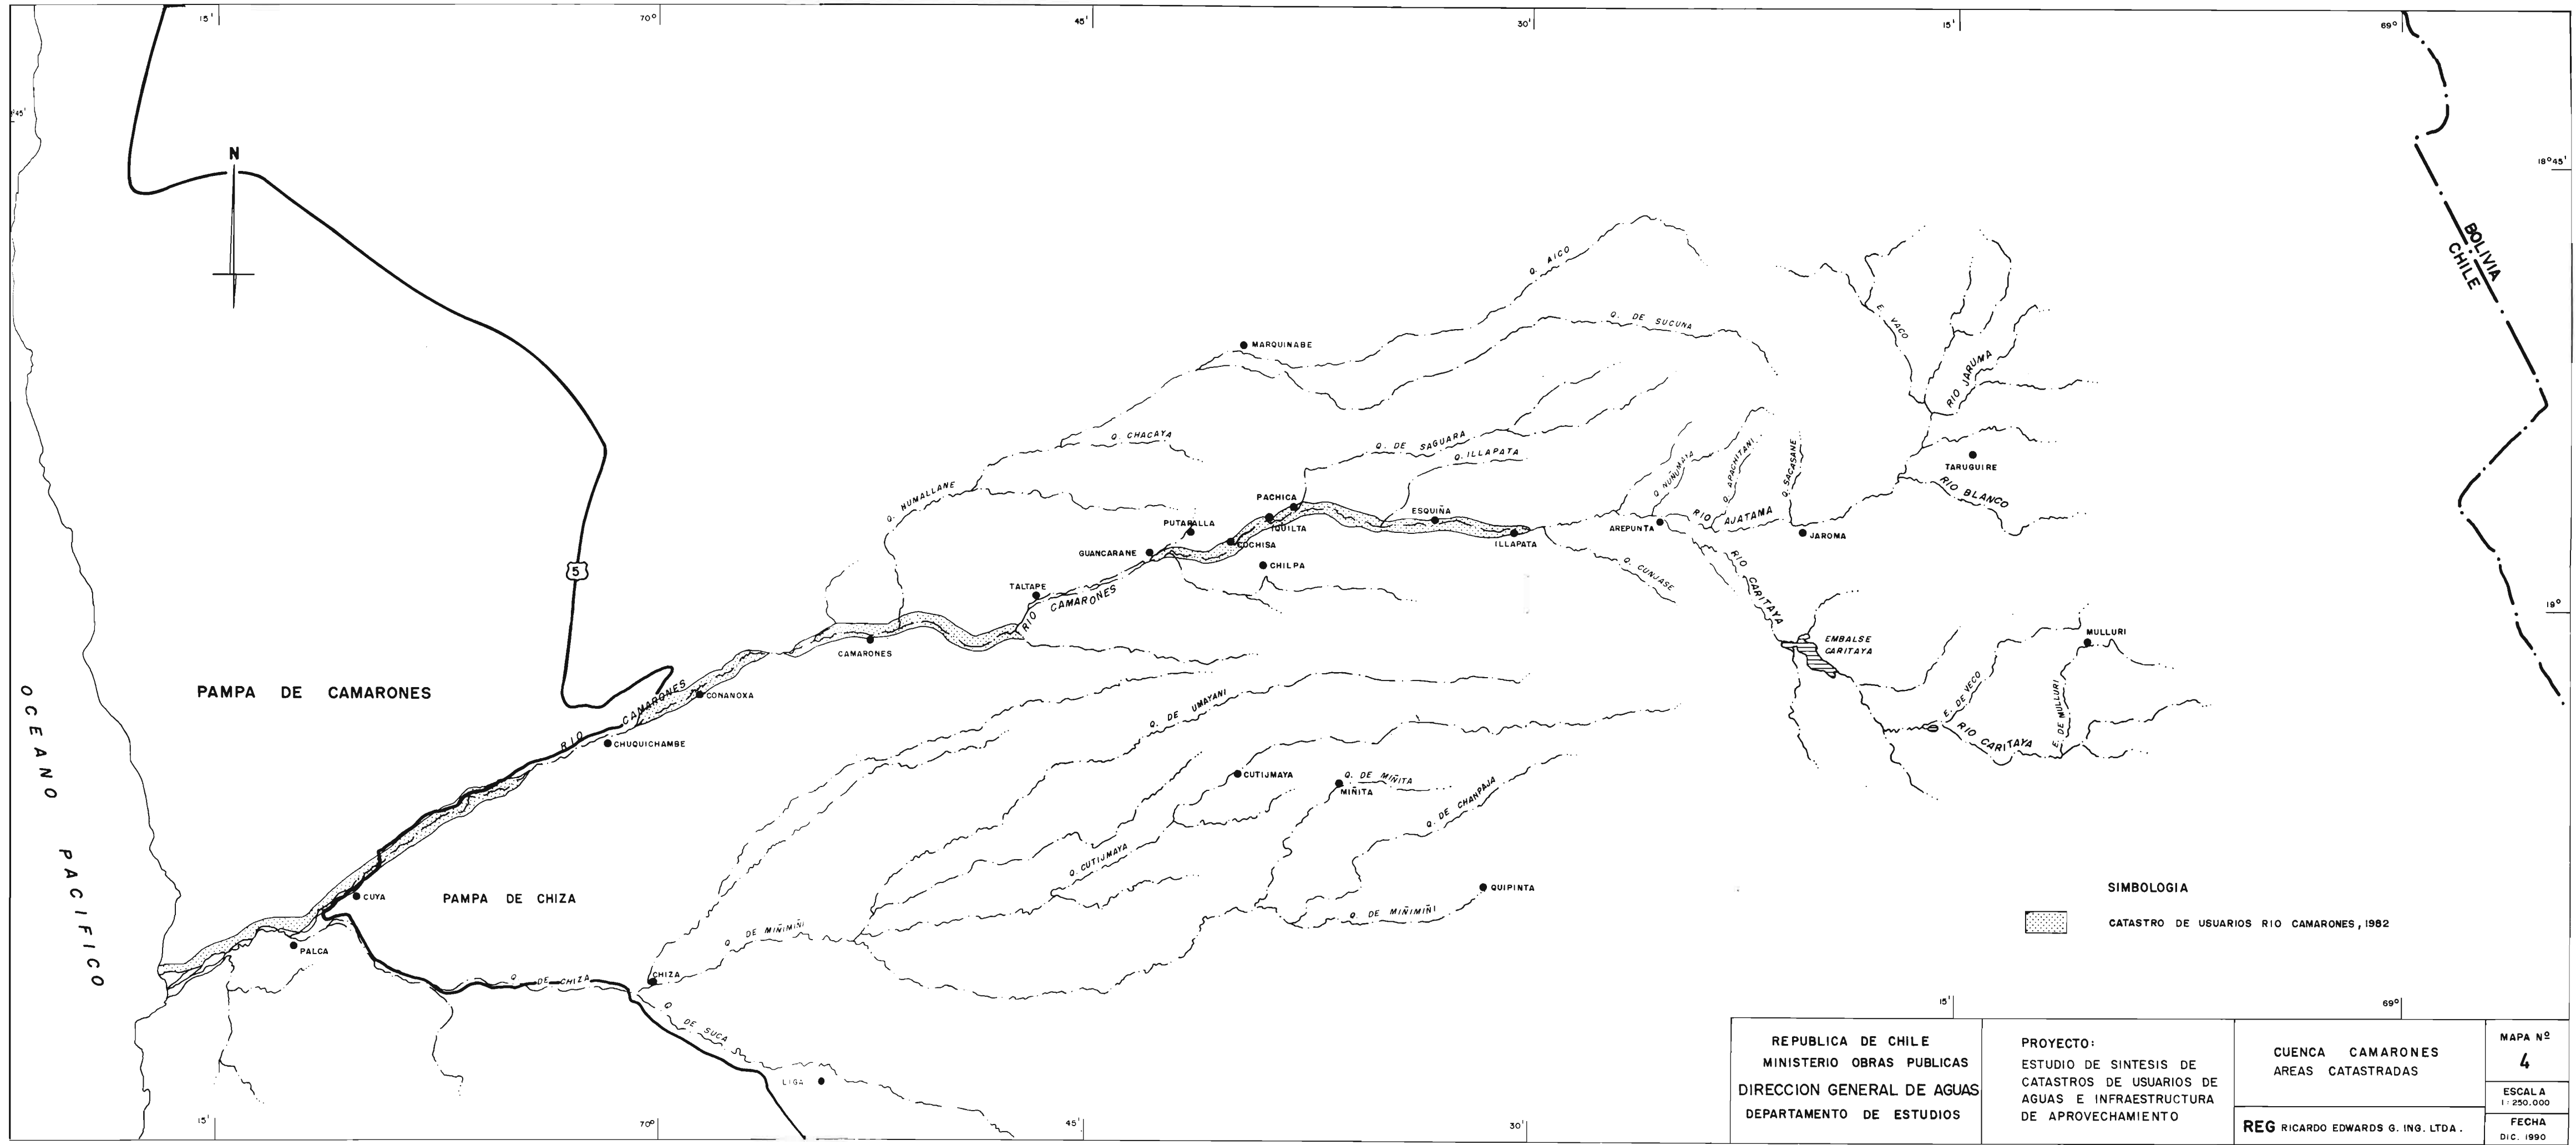 15'
70°
45'
30'
15'
69°
45'
18°45'
N
BOLIVIA
CHILE
Q. AICO
Q. DE SUCUNA
E. VACO
RIO JARUMA
MARQUINABE
Q. CHACAYA
Q. DE SAGUARA
Q. ILLAPATA
Q. ÑUÑUMAYA
Q. APACHITANI
Q. SACASANE
TARUGUIRE
RIO BLANCO
Q. HUMALLANE
PACHICA
ESQUIÑA
IQUILTA
PUTARALLA
COCHISA
GUANCARANE
CHILPA
ILLAPATA
AREPUNTA
RIO AJATAMA
JAROMA
Q. CUNJASE
RIO CARITAYA
5
TALTAPE
RIO CAMARONES
CAMARONES
19°
EMBALSE
CARITAYA
MULLURI
E. DE VECO
E. DE MULLURI
RIO CARITAYA
PAMPA DE CAMARONES
RIO CAMARONES
CONANOXA
CHUQUICHAMBE
Q. DE UMAYANI
CUTIJMAYA
Q. DE MIÑITA
MIÑITA
Q. DE CHANPAJA
Q. CUTIJMAYA
OCEANO PACIFICO
CUYA
PAMPA DE CHIZA
QUIPINTA
Q. DE MIÑIMIÑI
Q. DE MIÑIMIÑI
PALCA
CHIZA
Q. DE CHIZA
Q. DE SUCA
LIGA
SIMBOLOGIA
CATASTRO DE USUARIOS RIO CAMARONES, 1982
15'
69°
15'
70°
45'
30'
REPUBLICA DE CHILE
MINISTERIO OBRAS PUBLICAS
DIRECCION GENERAL DE AGUAS
DEPARTAMENTO DE ESTUDIOS
PROYECTO:
ESTUDIO DE SINTESIS DE
CATASTROS DE USUARIOS DE
AGUAS E INFRAESTRUCTURA
DE APROVECHAMIENTO
CUENCA CAMARONES
AREAS CATASTRADAS
REG RICARDO EDWARDS G. ING. LTDA.
MAPA Nº
4
ESCALA
1:250.000
FECHA
DIC. 1990